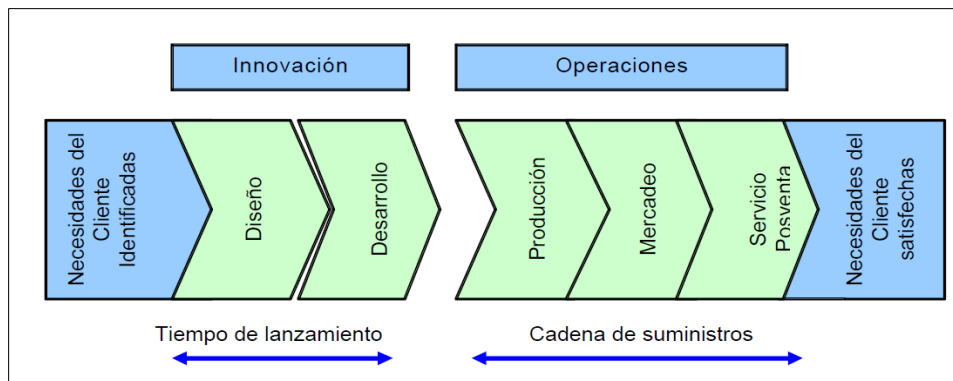 Innovación
Operaciones
Necesidades del
Cliente
Identificadas
Diseño
Desarrollo
Producción
Mercadeo
Servicio
Posventa
Necesidades del
Cliente
satisfechas
Tiempo de lanzamiento
Cadena de suministros